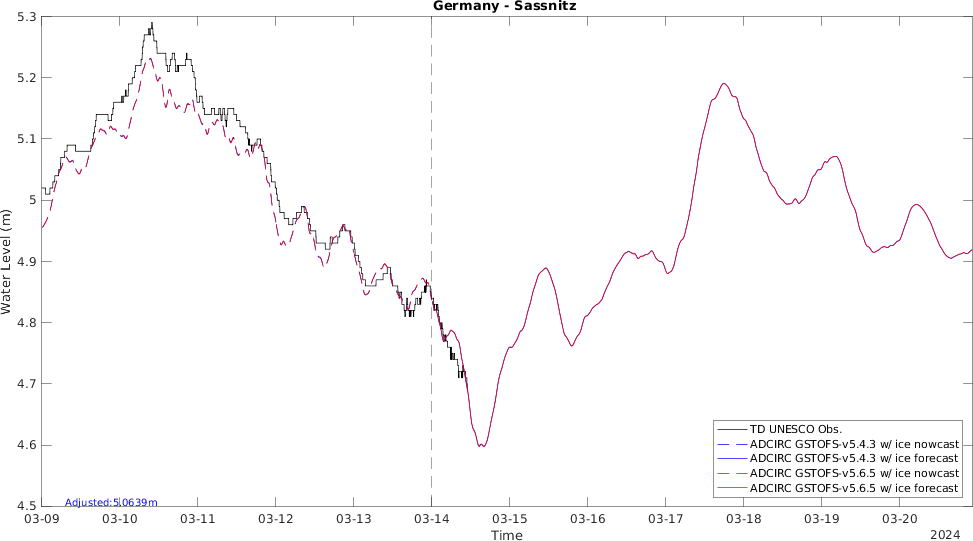 Germany - Sassnitz
5.3
5.2
5.1
5
4.9
4.8
4.7
4.6
4.5
Water Level (m)
Adjusted:5.0639m
TD UNESCO Obs.
ADCIRC GSTOFS-v5.4.3 w/ ice nowcast
ADCIRC GSTOFS-v5.4.3 w/ ice forecast
ADCIRC GSTOFS-v5.6.5 w/ ice nowcast
ADCIRC GSTOFS-v5.6.5 w/ ice forecast
03-09 03-10 03-11 03-12 03-13 03-14 03-15 03-16 03-17 03-18 03-19 03-20
Time
2024